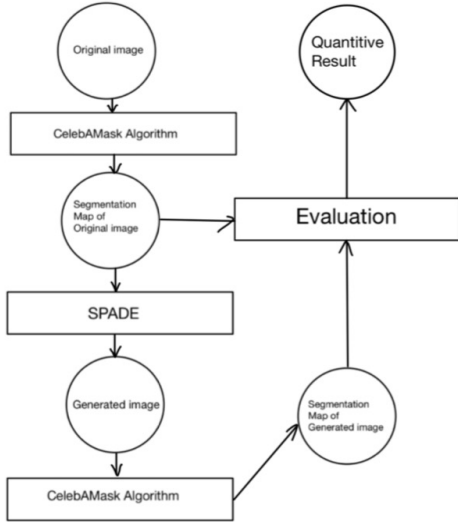 Original image
CelebAMask Algorithm
Segmentation
Map of
Original image
SPADE
Generated image
CelebAMask Algorithm
Segmentation
Map of
Generated image
Evaluation
Quantitive
Result